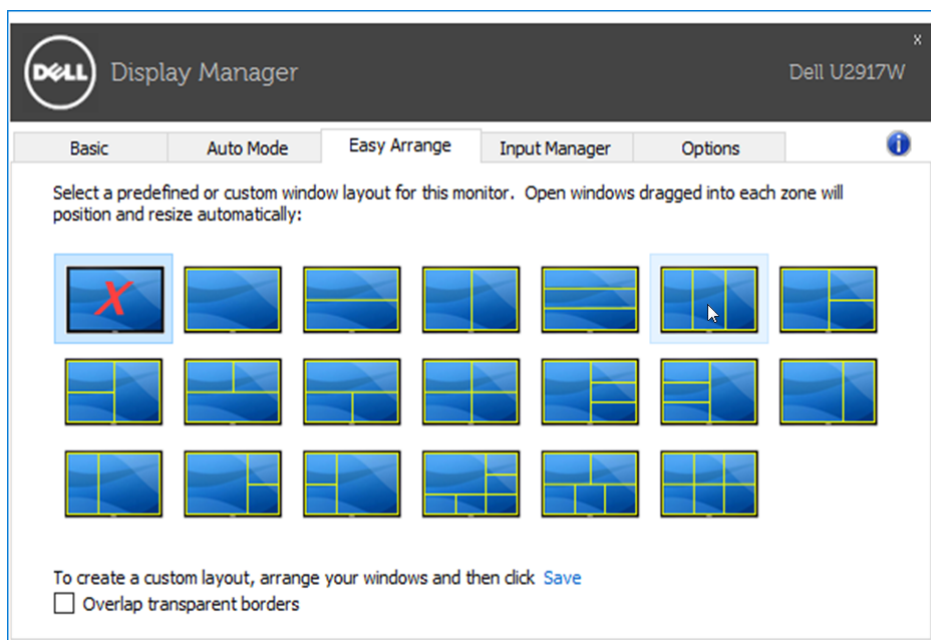 x
DELL Display Manager Dell U2917W
Basic Auto Mode Easy Arrange Input Manager Options i
Select a predefined or custom window layout for this monitor. Open windows dragged into each zone will
position and resize automatically:
X
To create a custom layout, arrange your windows and then click Save
Overlap transparent borders